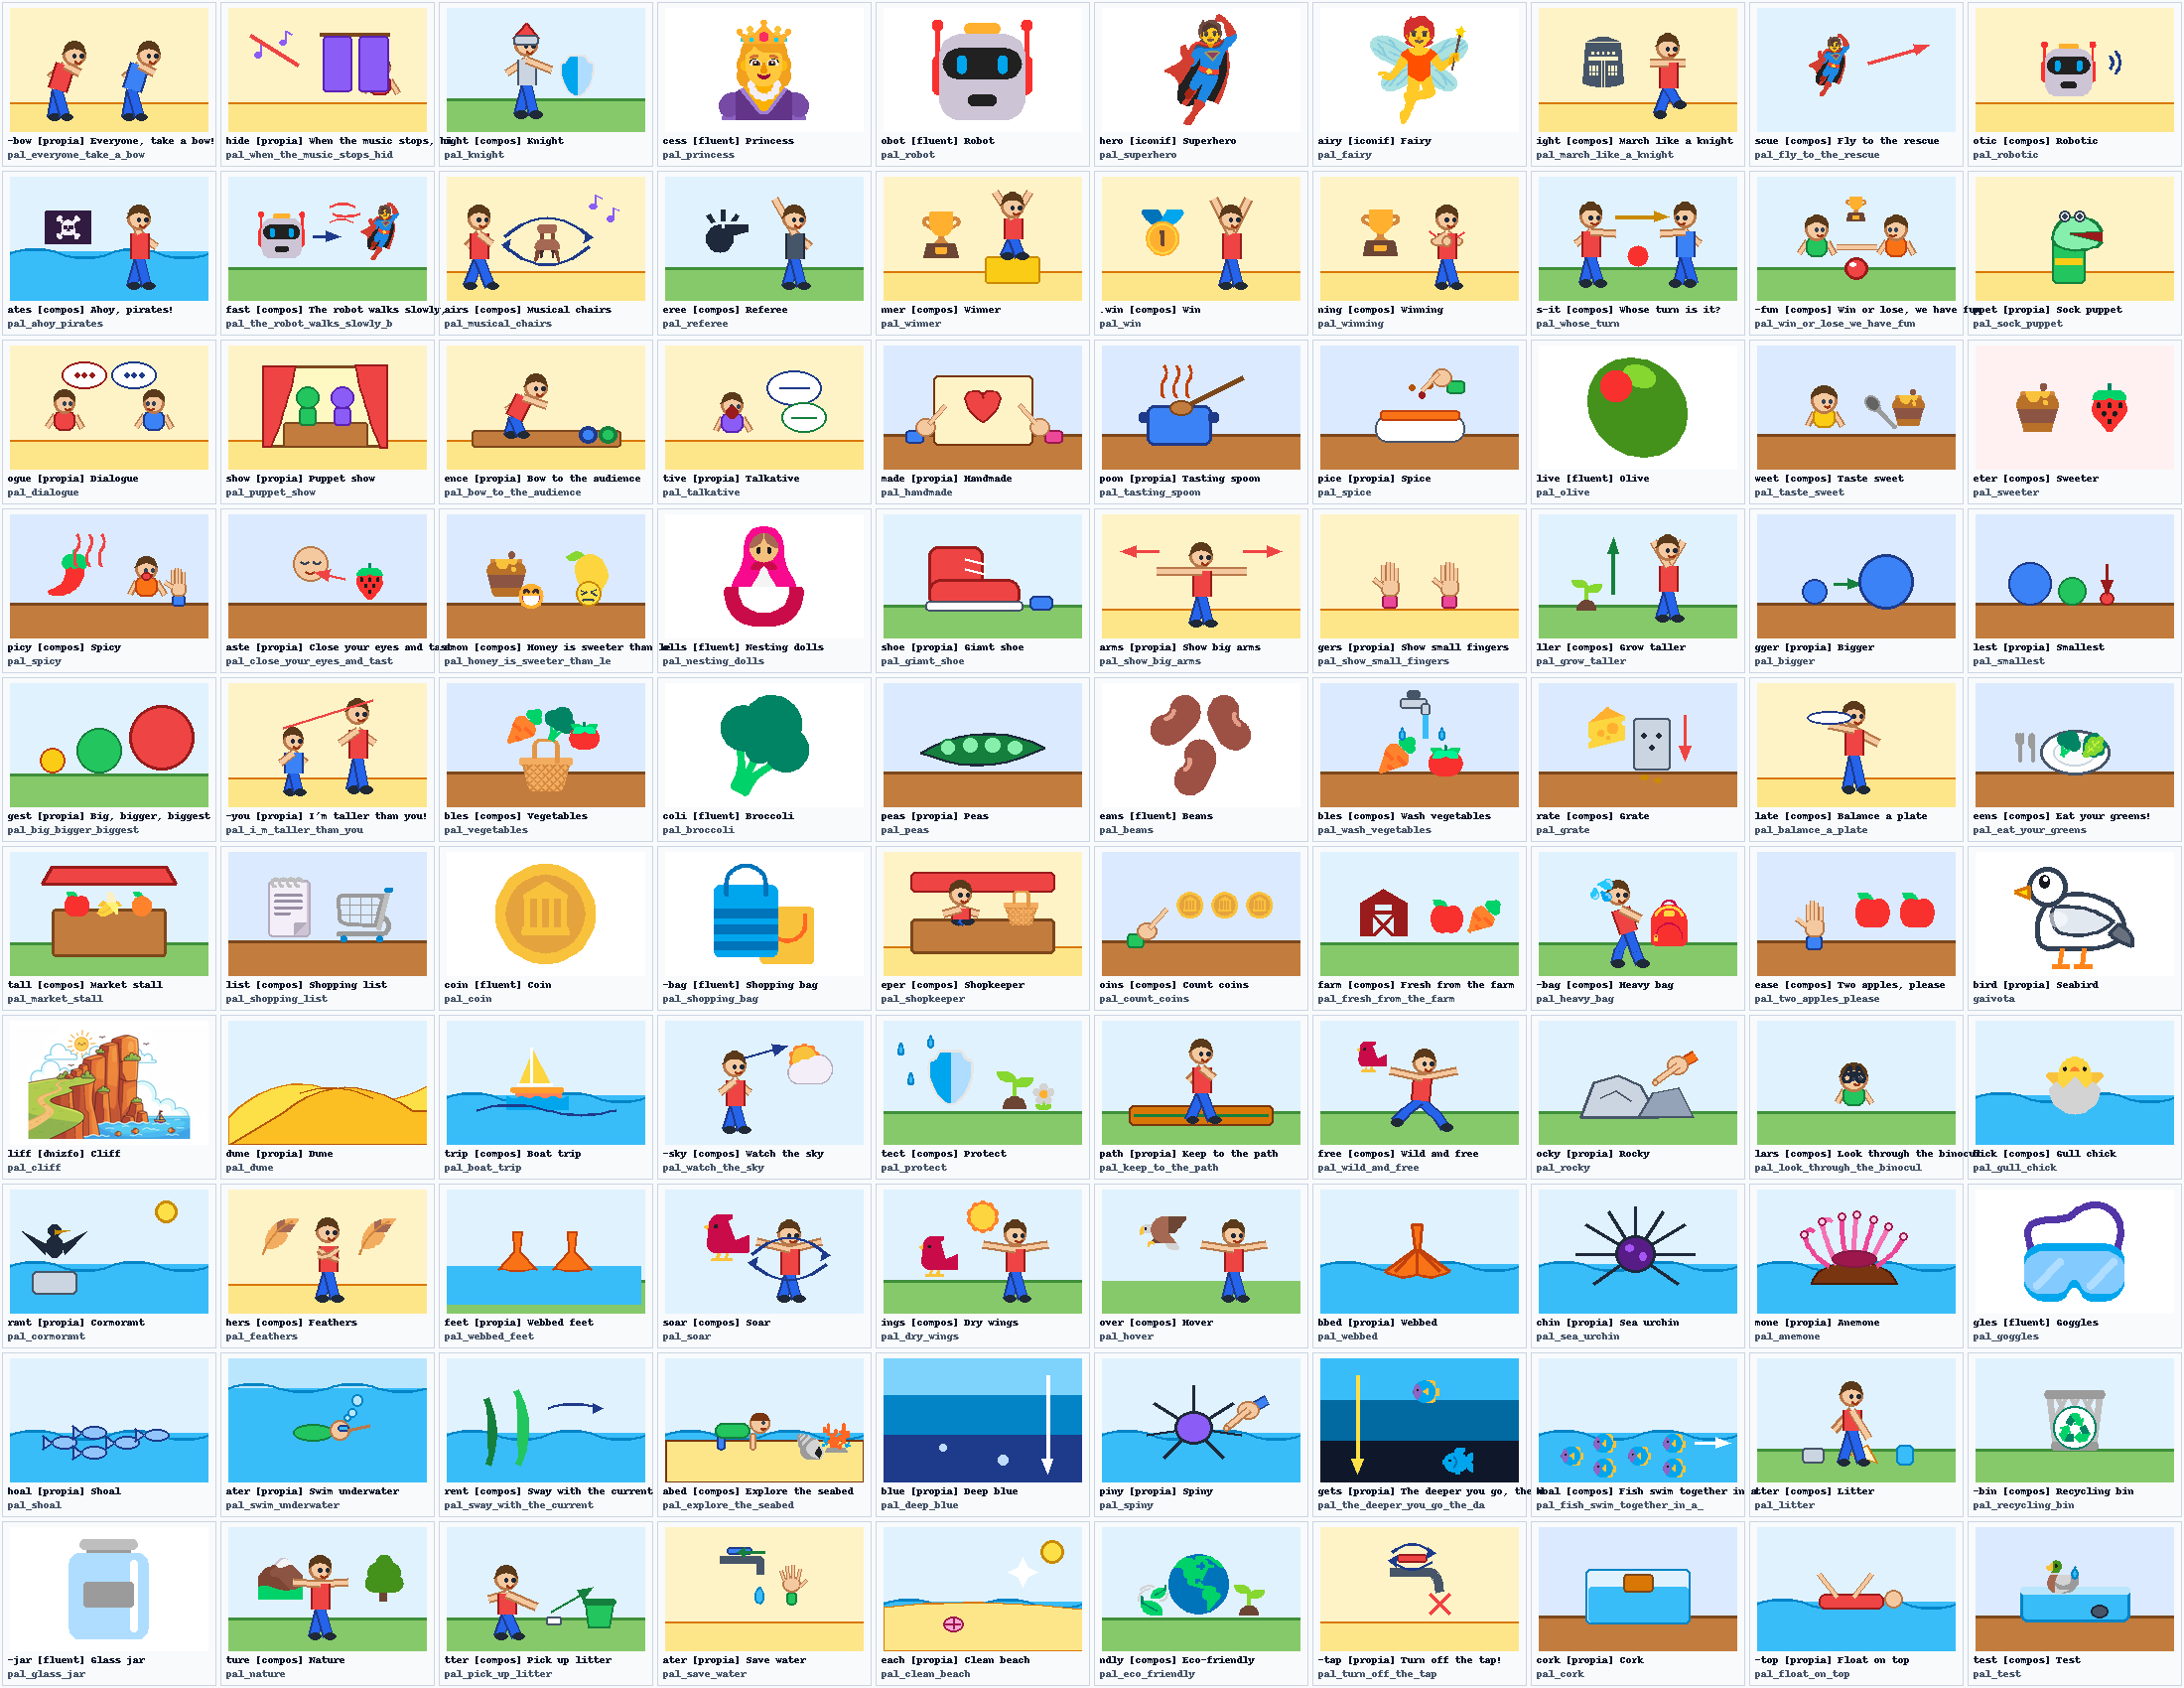 -bow [propia] Everyone, take a bow!
pal_everyone_take_a_bow
hide [propia] When the music stops,
pal_when_the_music_stops_hid
[compos] Knight
pal_knight
cess [fluent] Princess
pal_princess
obot [fluent] Robot
pal_robot
hero [iconif] Superhero
pal_superhero
airy [iconif] Fairy
pal_fairy
ight [compos] March like a knight
pal_march_like_a_knight
scue [compos] Fly to the rescue
pal_fly_to_the_rescue
otic [compos] Robotic
pal_robotic
ates [compos] Ahoy, pirates!
pal_ahoy_pirates
fast [compos] The robot walks slowly,
pal_the_robot_walks_slowly_b
airs [compos] Musical chairs
pal_musical_chairs
eree [compos] Referee
pal_referee
nner [compos] Winner
pal_winner
.win [compos] Win
pal_win
ning [compos] Winning
pal_winning
s-it [compos] Whose turn is it?
pal_whose_turn
-fun [compos] Win or lose, we have fun
pal_win_or_lose_we_have_fun
[propia] Sock puppet
pal_sock_puppet
ogue [propia] Dialogue
pal_dialogue
show [propia] Puppet show
pal_puppet_show
ence [propia] Bow to the audience
pal_bow_to_the_audience
tive [propia] Talkative
pal_talkative
made [propia] Handmade
pal_handmade
poon [propia] Tasting spoon
pal_tasting_spoon
pice [propia] Spice
pal_spice
live [fluent] Olive
pal_olive
weet [compos] Taste sweet
pal_taste_sweet
eter [compos] Sweeter
pal_sweeter
picy [compos] Spicy
pal_spicy
aste [propia] Close your eyes and
pal_close_your_eyes_and_tast
[compos] Honey is sweeter than
pal_honey_is_sweeter_than_le
[fluent] Nesting dolls
pal_nesting_dolls
shoe [propia] Giant shoe
pal_giant_shoe
arms [propia] Show big arms
pal_show_big_arms
gers [propia] Show small fingers
pal_show_small_fingers
ller [compos] Grow taller
pal_grow_taller
gger [propia] Bigger
pal_bigger
lest [propia] Smallest
pal_smallest
gest [propia] Big, bigger, biggest
pal_big_bigger_biggest
-you [propia] I'm taller than you!
pal_i_m_taller_than_you
bles [compos] Vegetables
pal_vegetables
coli [fluent] Broccoli
pal_broccoli
peas [propia] Peas
pal_peas
eans [fluent] Beans
pal_beans
bles [compos] Wash vegetables
pal_wash_vegetables
rate [compos] Grate
pal_grate
late [compos] Balance a plate
pal_balance_a_plate
eens [compos] Eat your greens!
pal_eat_your_greens
tall [compos] Market stall
pal_market_stall
list [compos] Shopping list
pal_shopping_list
coin [fluent] Coin
pal_coin
-bag [fluent] Shopping bag
pal_shopping_bag
eper [compos] Shopkeeper
pal_shopkeeper
oins [compos] Count coins
pal_count_coins
farm [compos] Fresh from the farm
pal_fresh_from_the_farm
-bag [compos] Heavy bag
pal_heavy_bag
ease [compos] Two apples, please
pal_two_apples_please
bird [propia] Seabird
gaivota
liff [dnizfo] Cliff
pal_cliff
dune [propia] Dune
pal_dune
trip [compos] Boat trip
pal_boat_trip
-sky [compos] Watch the sky
pal_watch_the_sky
tect [compos] Protect
pal_protect
path [propia] Keep to the path
pal_keep_to_the_path
free [compos] Wild and free
pal_wild_and_free
ocky [propia] Rocky
pal_rocky
lars [compos] Look through the
pal_look_through_the_binocul
[compos] Gull chick
pal_gull_chick
rant [propia] Cormorant
pal_cormorant
hers [compos] Feathers
pal_feathers
feet [propia] Webbed feet
pal_webbed_feet
soar [compos] Soar
pal_soar
ings [compos] Dry wings
pal_dry_wings
over [compos] Hover
pal_hover
bbed [propia] Webbed
pal_webbed
chin [propia] Sea urchin
pal_sea_urchin
mone [propia] Anemone
pal_anemone
gles [fluent] Goggles
pal_goggles
hoal [propia] Shoal
pal_shoal
ater [propia] Swim underwater
pal_swim_underwater
rent [compos] Sway with the current
pal_sway_with_the_current
abed [compos] Explore the seabed
pal_explore_the_seabed
blue [propia] Deep blue
pal_deep_blue
piny [propia] Spiny
pal_spiny
gets [propia] The deeper you go, the
pal_the_deeper_you_go_the_da
[compos] Fish swim together in
pal_fish_swim_together_in_a_
[compos] Litter
pal_litter
-bin [compos] Recycling bin
pal_recycling_bin
-jar [fluent] Glass jar
pal_glass_jar
ture [compos] Nature
pal_nature
tter [compos] Pick up litter
pal_pick_up_litter
ater [propia] Save water
pal_save_water
each [propia] Clean beach
pal_clean_beach
ndly [compos] Eco-friendly
pal_eco_friendly
-tap [propia] Turn off the tap!
pal_turn_off_the_tap
cork [propia] Cork
pal_cork
-top [propia] Float on top
pal_float_on_top
test [compos] Test
pal_test